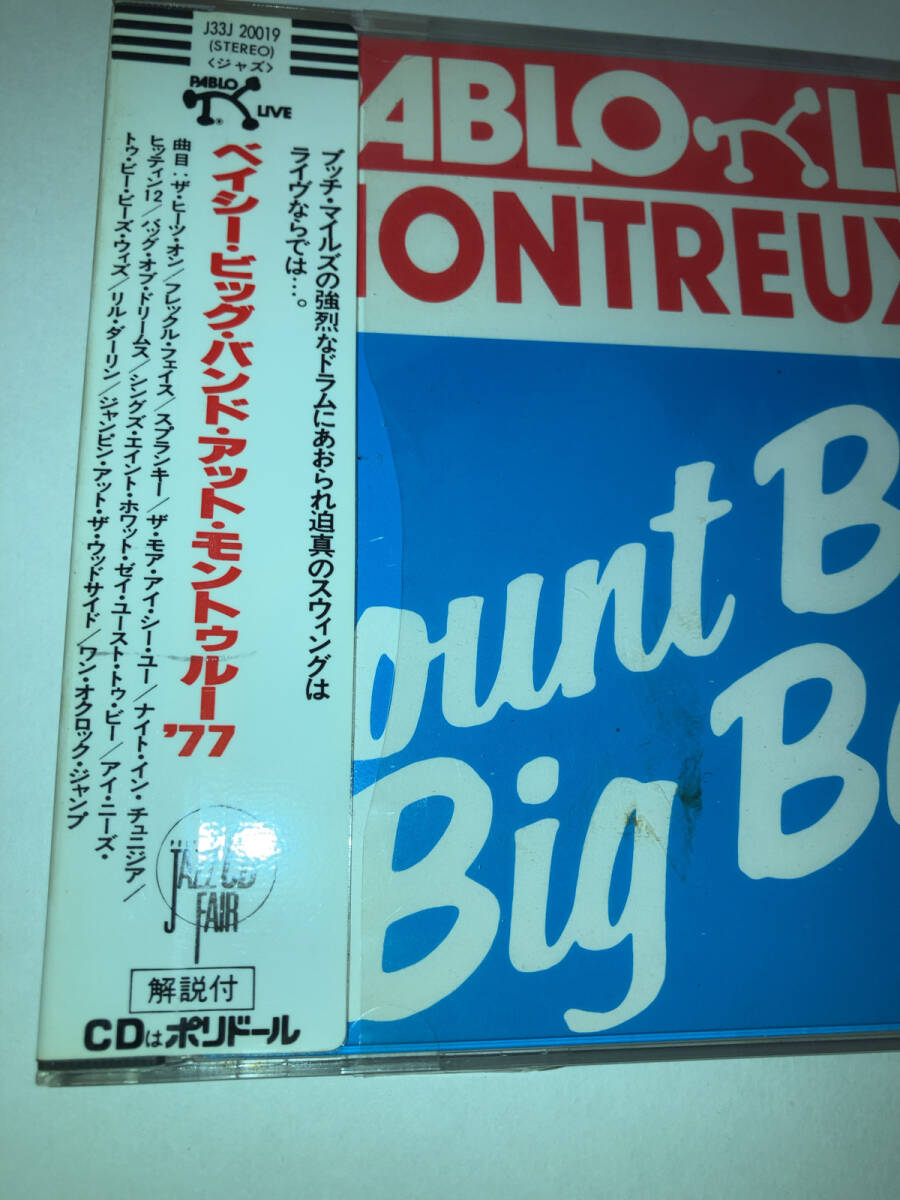 J33J 20019
(STEREO)
〈ジャズ〉
PABLO LIVE
ブッチ・マイルズの強烈なドラムにあおられ迫真のスウィングは
ライヴならでは…。
ベイシー・ビッグ・バンド・アット・モントゥルー'77
曲目:ザ・ヒーツ・オン/フレックル・フェイス/スプランキー/ザ・モア・アイ・シー・ユー/ナイト・イン・チュニジア/
ヒッティン12/バッグ・オブ・ドリームス/シングズ・エイント・ホワット・ゼイ・ユースト・トゥ・ビー/アイ・ニーズ・
トゥ・ビー・ビーズ・ウィズ/リル・ダーリン/ジャンピン・アット・ザ・ウッドサイド/ワン・オクロック・ジャンプ
JAZZ CD
FAIR
解説付
CDはポリドール
ABLO LI
MONTREUX
ount B
Big B